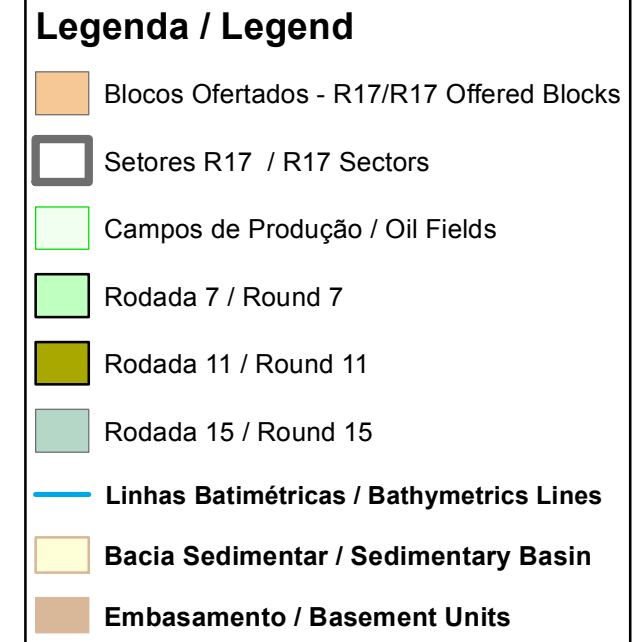 Legenda / Legend
Blocos Ofertados - R17/R17 Offered Blocks
Setores R17 / R17 Sectors
Campos de Produção / Oil Fields
Rodada 7 / Round 7
Rodada 11 / Round 11
Rodada 15 / Round 15
Linhas Batimétricas / Bathymetrics Lines
Bacia Sedimentar / Sedimentary Basin
Embasamento / Basement Units